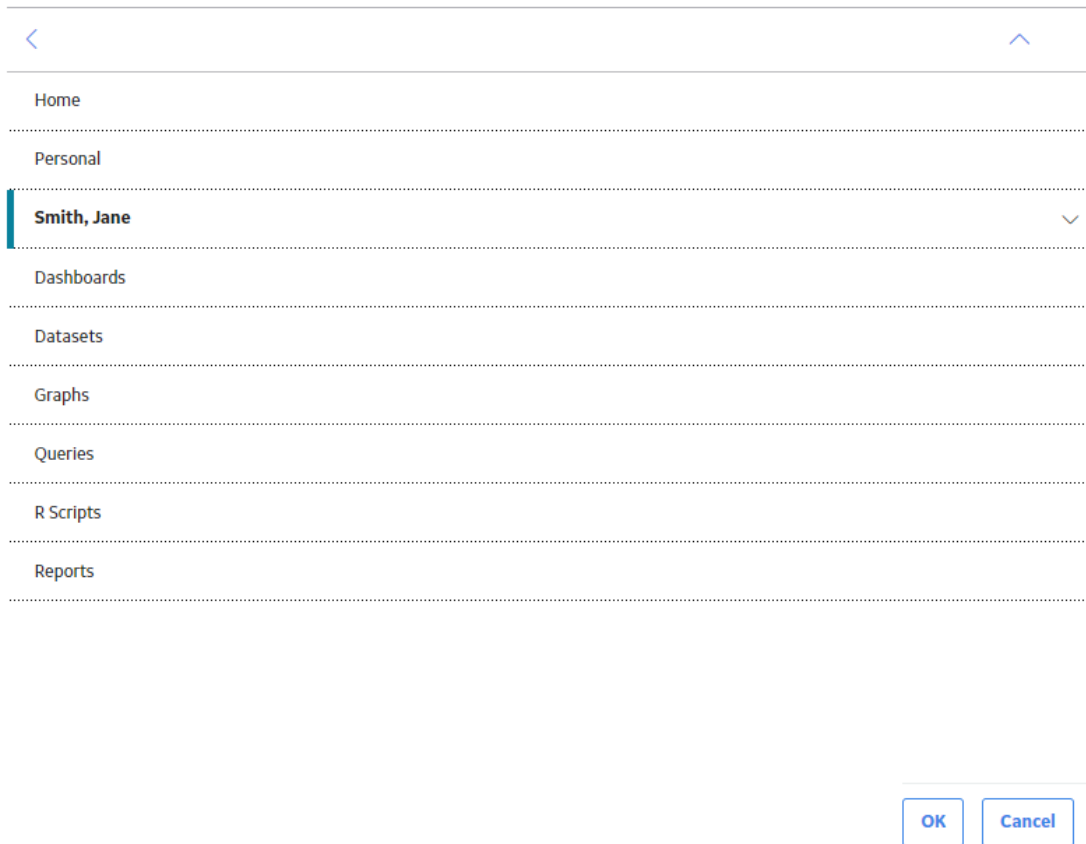 Home
Personal
Smith, Jane
Dashboards
Datasets
Graphs
Queries
R Scripts
Reports
OK Cancel